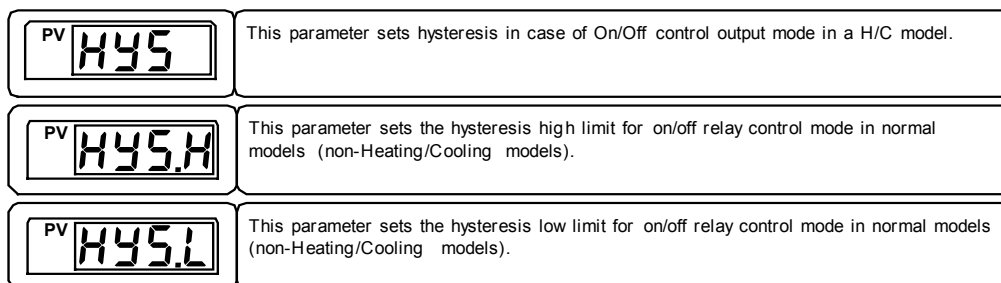 PV HYS
This parameter sets hysteresis in case of On/Off control output mode in a H/C model.
PV HYS.H
This parameter sets the hysteresis high limit for on/off relay control mode in normal
models (non-Heating/Cooling models).
PV HYS.L
This parameter sets the hysteresis low limit for on/off relay control mode in normal models
(non-Heating/Cooling models).